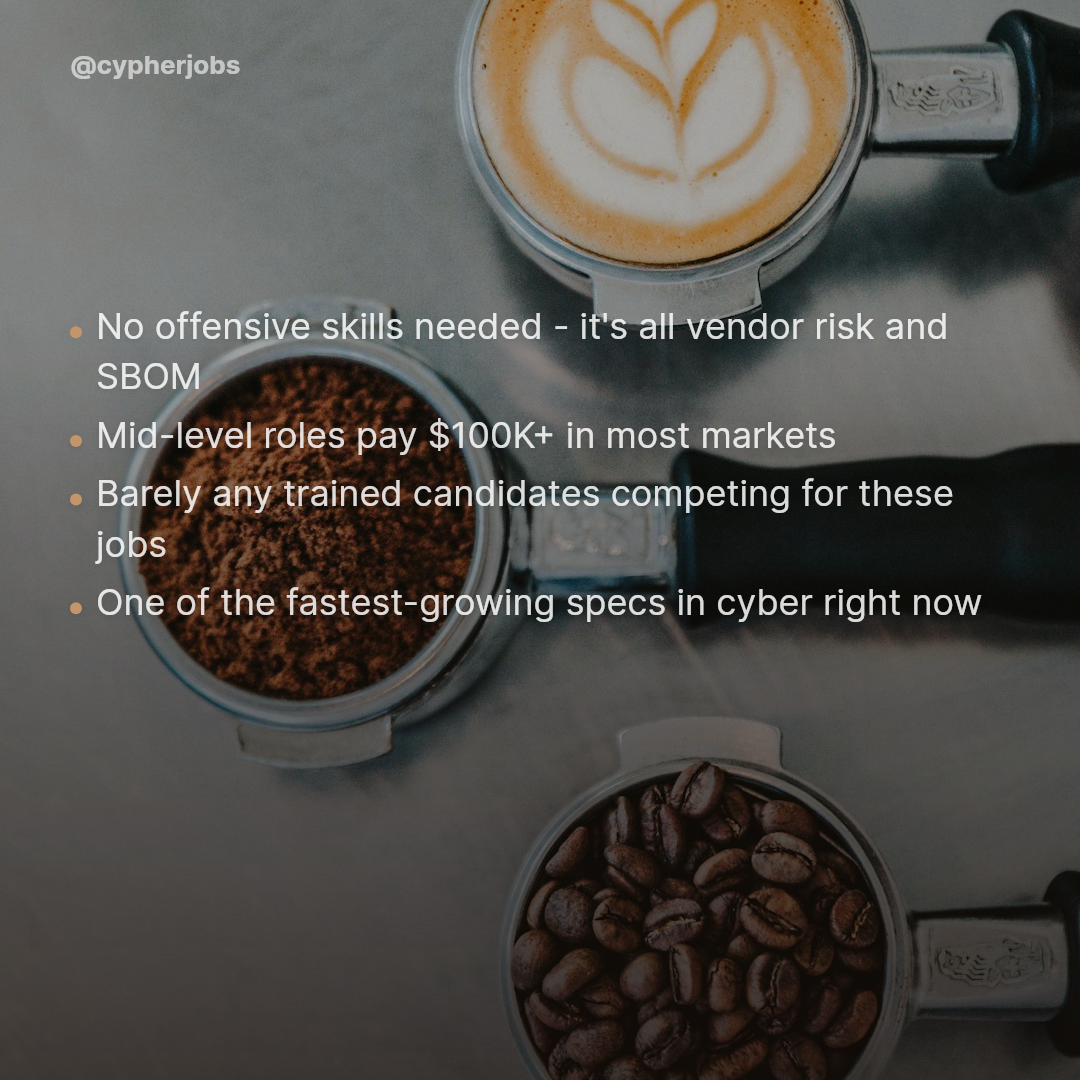 @cypherjobs
No offensive skills needed - it's all vendor risk and
SBOM
Mid-level roles pay $100K+ in most markets
Barely any trained candidates competing for these
jobs
One of the fastest-growing specs in cyber right now